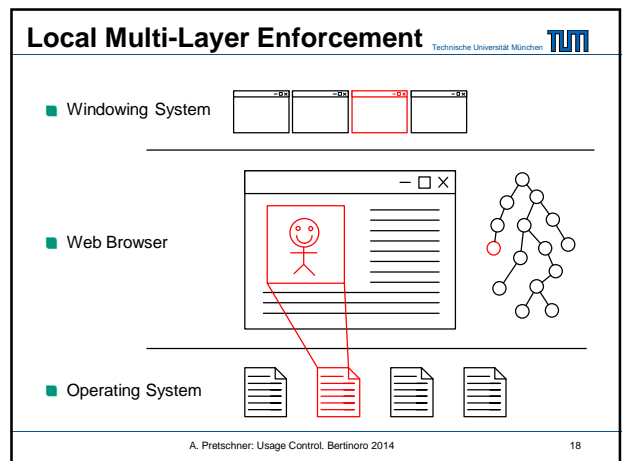 Local Multi-Layer Enforcement
Technische Universität München TUM
Windowing System
Web Browser
Operating System
A. Pretschner: Usage Control. Bertinoro 2014 18